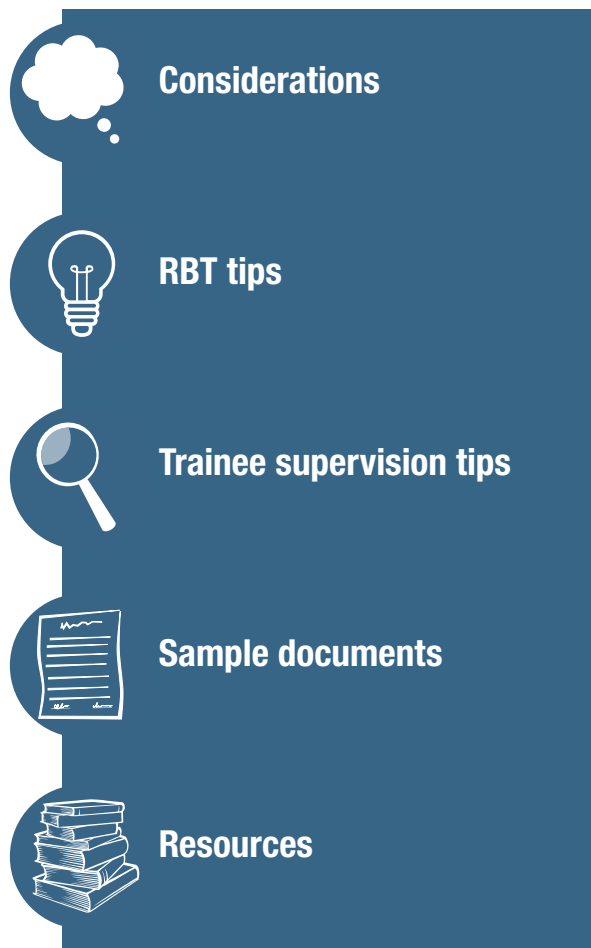 Considerations
RBT tips
Trainee supervision tips
Sample documents
Resources